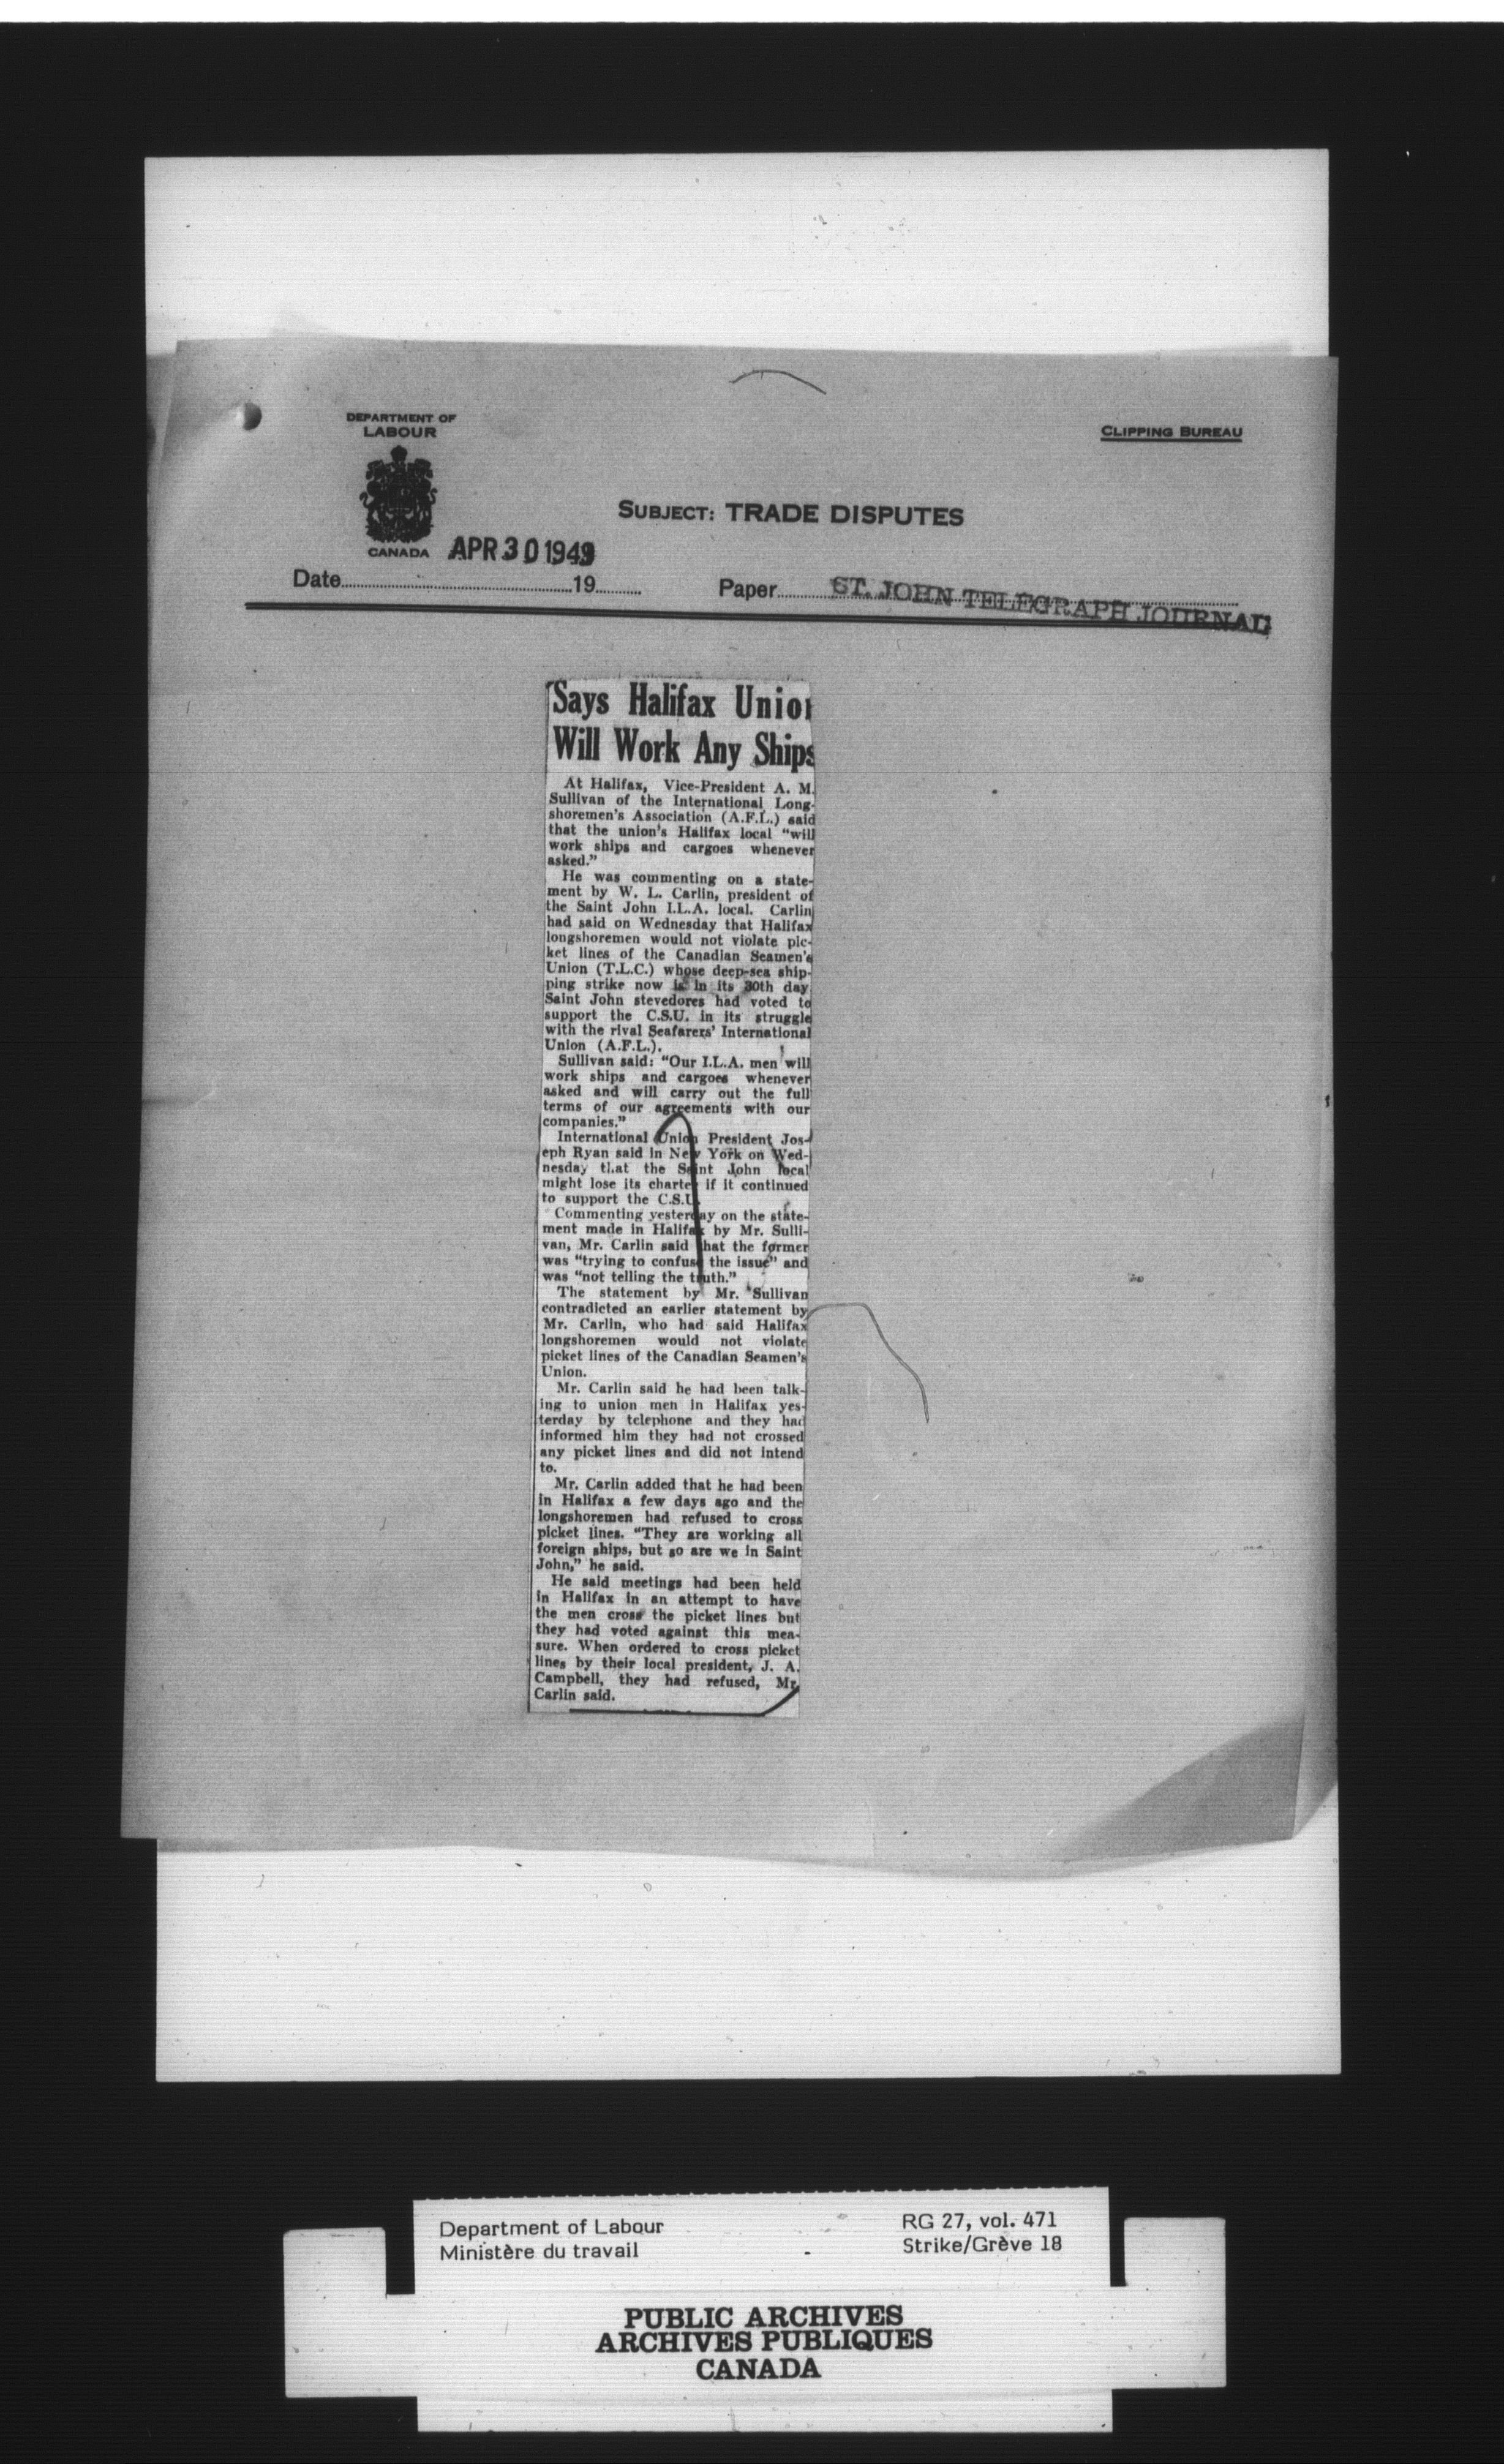 DEPARTMENT OF
LABOUR
CANADA
CLIPPING BUREAU
SUBJECT: TRADE DISPUTES
APR 30 1949
Date 19
Paper ST. JOHN TELEGRAPH JOURNAL
Says Halifax Union
Will Work Any Ships
At Halifax, Vice-President A. M.
Sullivan of the International Long-
shoremen's Association (A.F.L.) said
that the union's Halifax local "will
work ships and cargoes whenever
asked."
He was commenting on a state-
ment by W. L. Carlin, president of
the Saint John I.L.A. local. Carlin
had said on Wednesday that Halifax
longshoremen would not violate pic-
ket lines of the Canadian Seamen's
Union (T.L.C.) whose deep-sea ship-
ping strike now is in its 30th day.
Saint John stevedores had voted to
support the C.S.U. in its struggle
with the rival Seafarers' International
Union (A.F.L.).
Sullivan said: "Our I.L.A. men will
work ships and cargoes whenever
asked and will carry out the full
terms of our agreements with our
companies."
International Union President Jos-
eph Ryan said in New York on Wed-
nesday that the Saint John local
might lose its charter if it continued
to support the C.S.U.
Commenting yesterday on the state-
ment made in Halifax by Mr. Sulli-
van, Mr. Carlin said that the former
was "trying to confuse the issue" and
was "not telling the truth."
The statement by Mr. Sullivan
contradicted an earlier statement by
Mr. Carlin, who had said Halifax
longshoremen would not violate
picket lines of the Canadian Seamen's
Union.
Mr. Carlin said he had been talk-
ing to union men in Halifax yes-
terday by telephone and they had
informed him they had not crossed
any picket lines and did not intend
to.
Mr. Carlin added that he had been
in Halifax a few days ago and the
longshoremen had refused to cross
picket lines. "They are working all
foreign ships, but so are we in Saint
John," he said.
He said meetings had been held
in Halifax in an attempt to have
the men cross the picket lines but
they had voted against this mea-
sure. When ordered to cross picket
lines by their local president, J. A.
Campbell, they had refused, Mr.
Carlin said.
Department of Labour
Ministère du travail
RG 27, vol. 471
Strike/Grève 18
PUBLIC ARCHIVES
ARCHIVES PUBLIQUES
CANADA